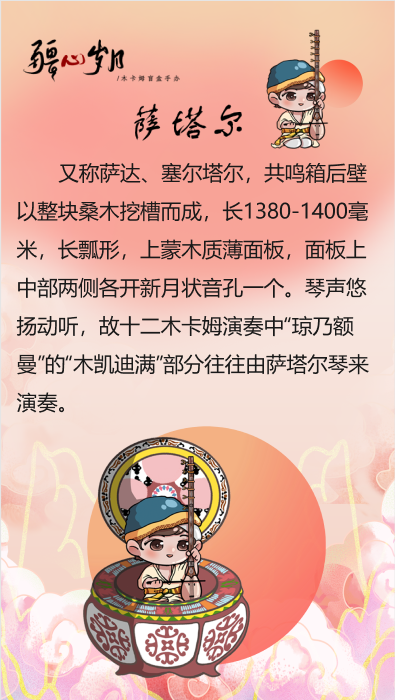 心岁月
/木卡姆盲盒手办
萨塔尔
又称萨达、塞尔塔尔，共鸣箱后壁
以整块桑木挖槽而成，长1380-1400毫
米，长瓢形，上蒙木质薄面板，面板上
中部两侧各开新月状音孔一个。琴声悠
扬动听，故十二木卡姆演奏中“琼乃额
曼”的“木凯迪满”部分往往由萨塔尔琴来
演奏。